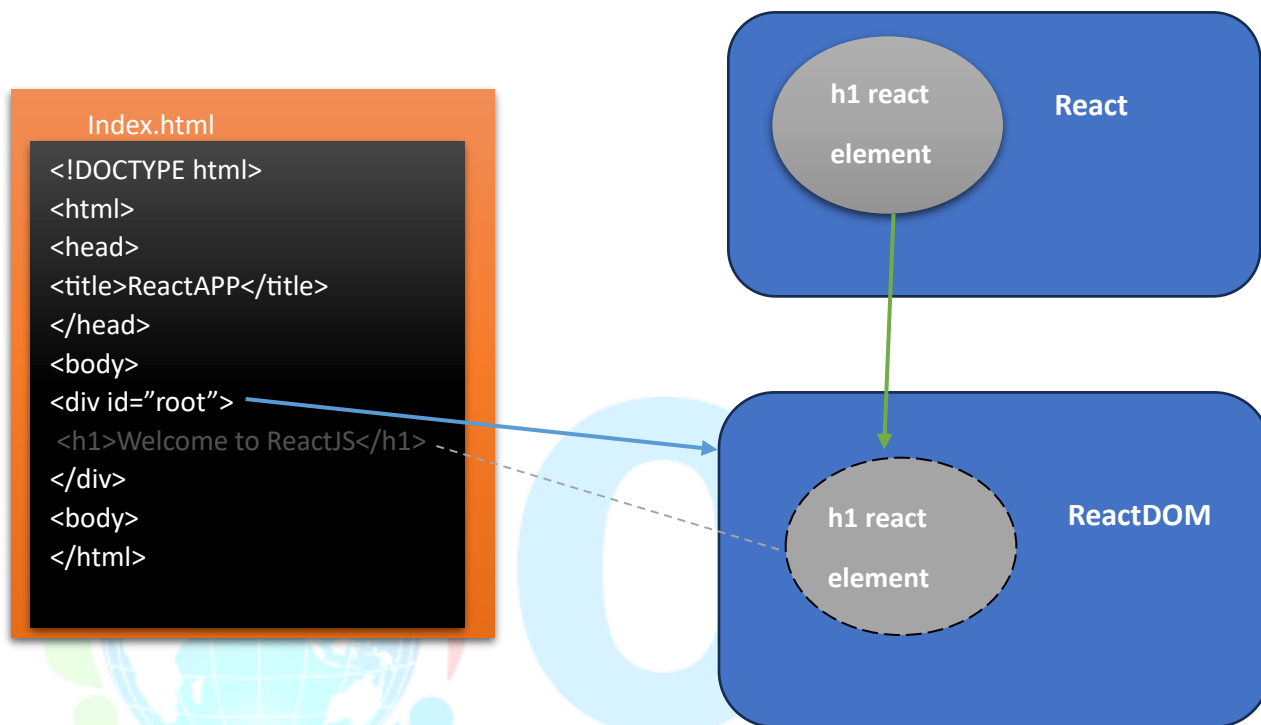 Index.html
<!DOCTYPE html>
<html>
<head>
<title>ReactAPP</title>
</head>
<body>
<div id=”root”>
<h1>Welcome to ReactJS</h1>
</div>
<body>
</html>
h1 react
element
React
h1 react
element
ReactDOM